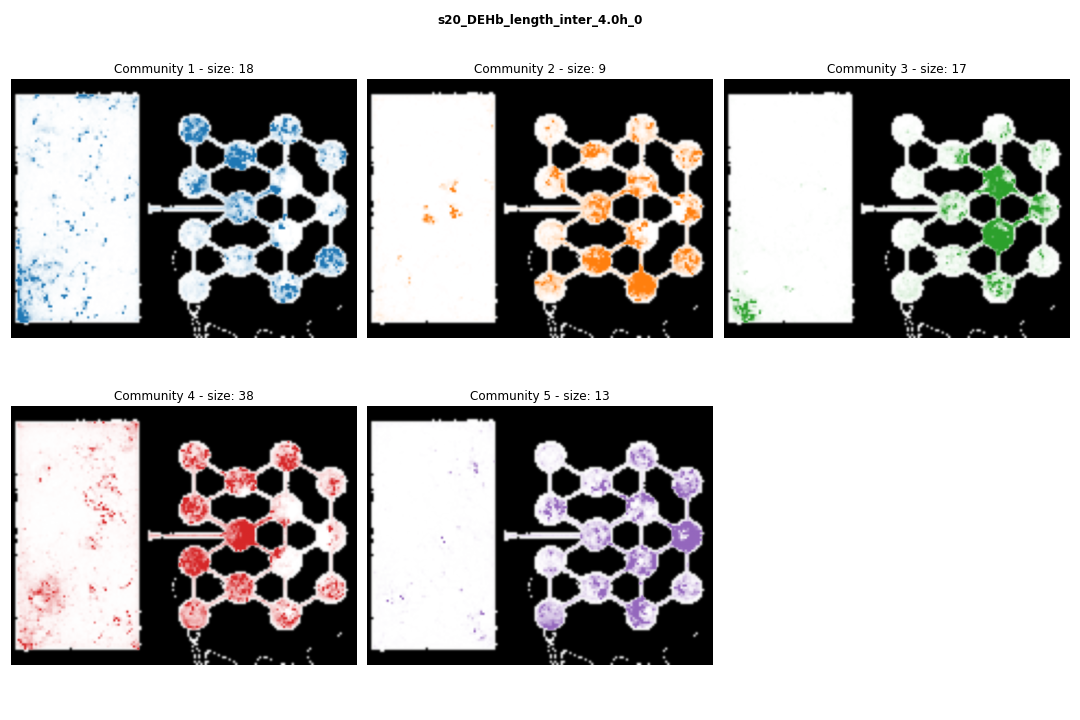 s20_DEHb_length_inter_4.0h_0
Community 1 - size: 18
Community 2 - size: 9
Community 3 - size: 17
Community 4 - size: 38
Community 5 - size: 13